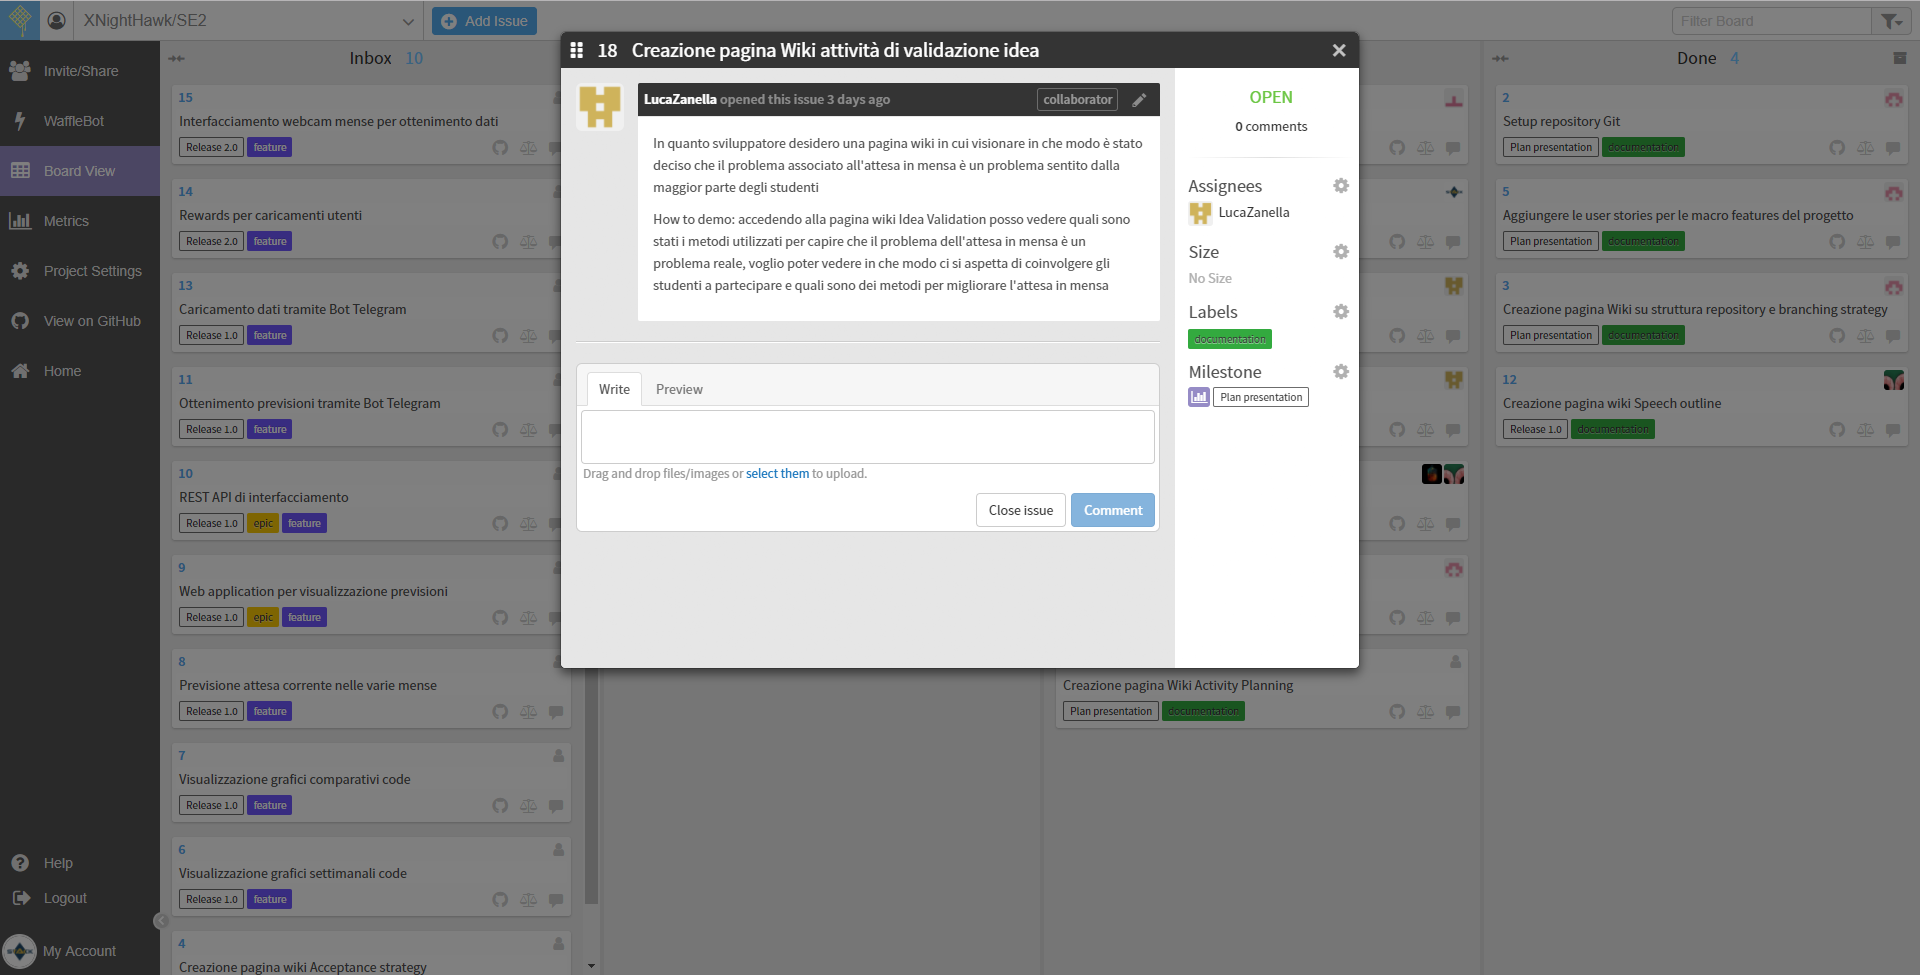 XNightHawk/SE2
Add Issue
Filter Board
Invite/Share
WaffleBot
Board View
Metrics
Project Settings
View on GitHub
Home
Help
Logout
My Account
Inbox 10
15
Interfacciamento webcam mense per ottenimento dati
Release 2.0 feature
14
Rewards per caricamenti utenti
Release 2.0 feature
13
Caricamento dati tramite Bot Telegram
Release 1.0 feature
11
Ottenimento previsioni tramite Bot Telegram
Release 1.0 feature
10
REST API di interfacciamento
Release 1.0 epic feature
9
Web application per visualizzazione previsioni
Release 1.0 epic feature
8
Previsione attesa corrente nelle varie mense
Release 1.0 feature
7
Visualizzazione grafici comparativi code
Release 1.0 feature
6
Visualizzazione grafici settimanali code
Release 1.0 feature
4
Creazione pagina wiki Acceptance strategy
18 Creazione pagina Wiki attività di validazione idea
LucaZanella opened this issue 3 days ago
collaborator
In quanto sviluppatore desidero una pagina wiki in cui visionare in che modo è stato
deciso che il problema associato all'attesa in mensa è un problema sentito dalla
maggior parte degli studenti
How to demo: accedendo alla pagina wiki Idea Validation posso vedere quali sono
stati i metodi utilizzati per capire che il problema dell'attesa in mensa è un
problema reale, voglio poter vedere in che modo ci si aspetta di coinvolgere gli
studenti a partecipare e quali sono dei metodi per migliorare l'attesa in mensa
Write Preview
Drag and drop files/images or select them to upload.
Close issue Comment
OPEN
0 comments
Assignees
LucaZanella
Size
No Size
Labels
documentation
Milestone
Plan presentation
Creazione pagina Wiki Activity Planning
Plan presentation documentation
Done 4
2
Setup repository Git
Plan presentation documentation
5
Aggiungere le user stories per le macro features del progetto
Plan presentation documentation
3
Creazione pagina Wiki su struttura repository e branching strategy
Plan presentation documentation
12
Creazione pagina wiki Speech outline
Release 1.0 documentation